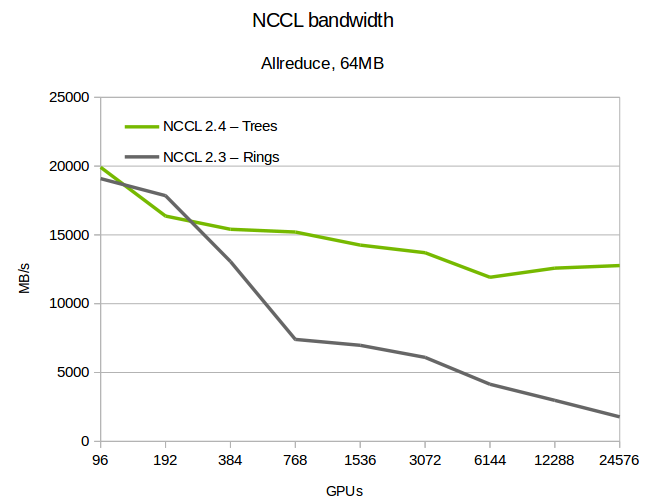 NCCL bandwidth
Allreduce, 64MB
25000
NCCL 2.4 – Trees
NCCL 2.3 – Rings
20000
15000
MB/s
10000
5000
0
96 192 384 768 1536 3072 6144 12288 24576
GPUs